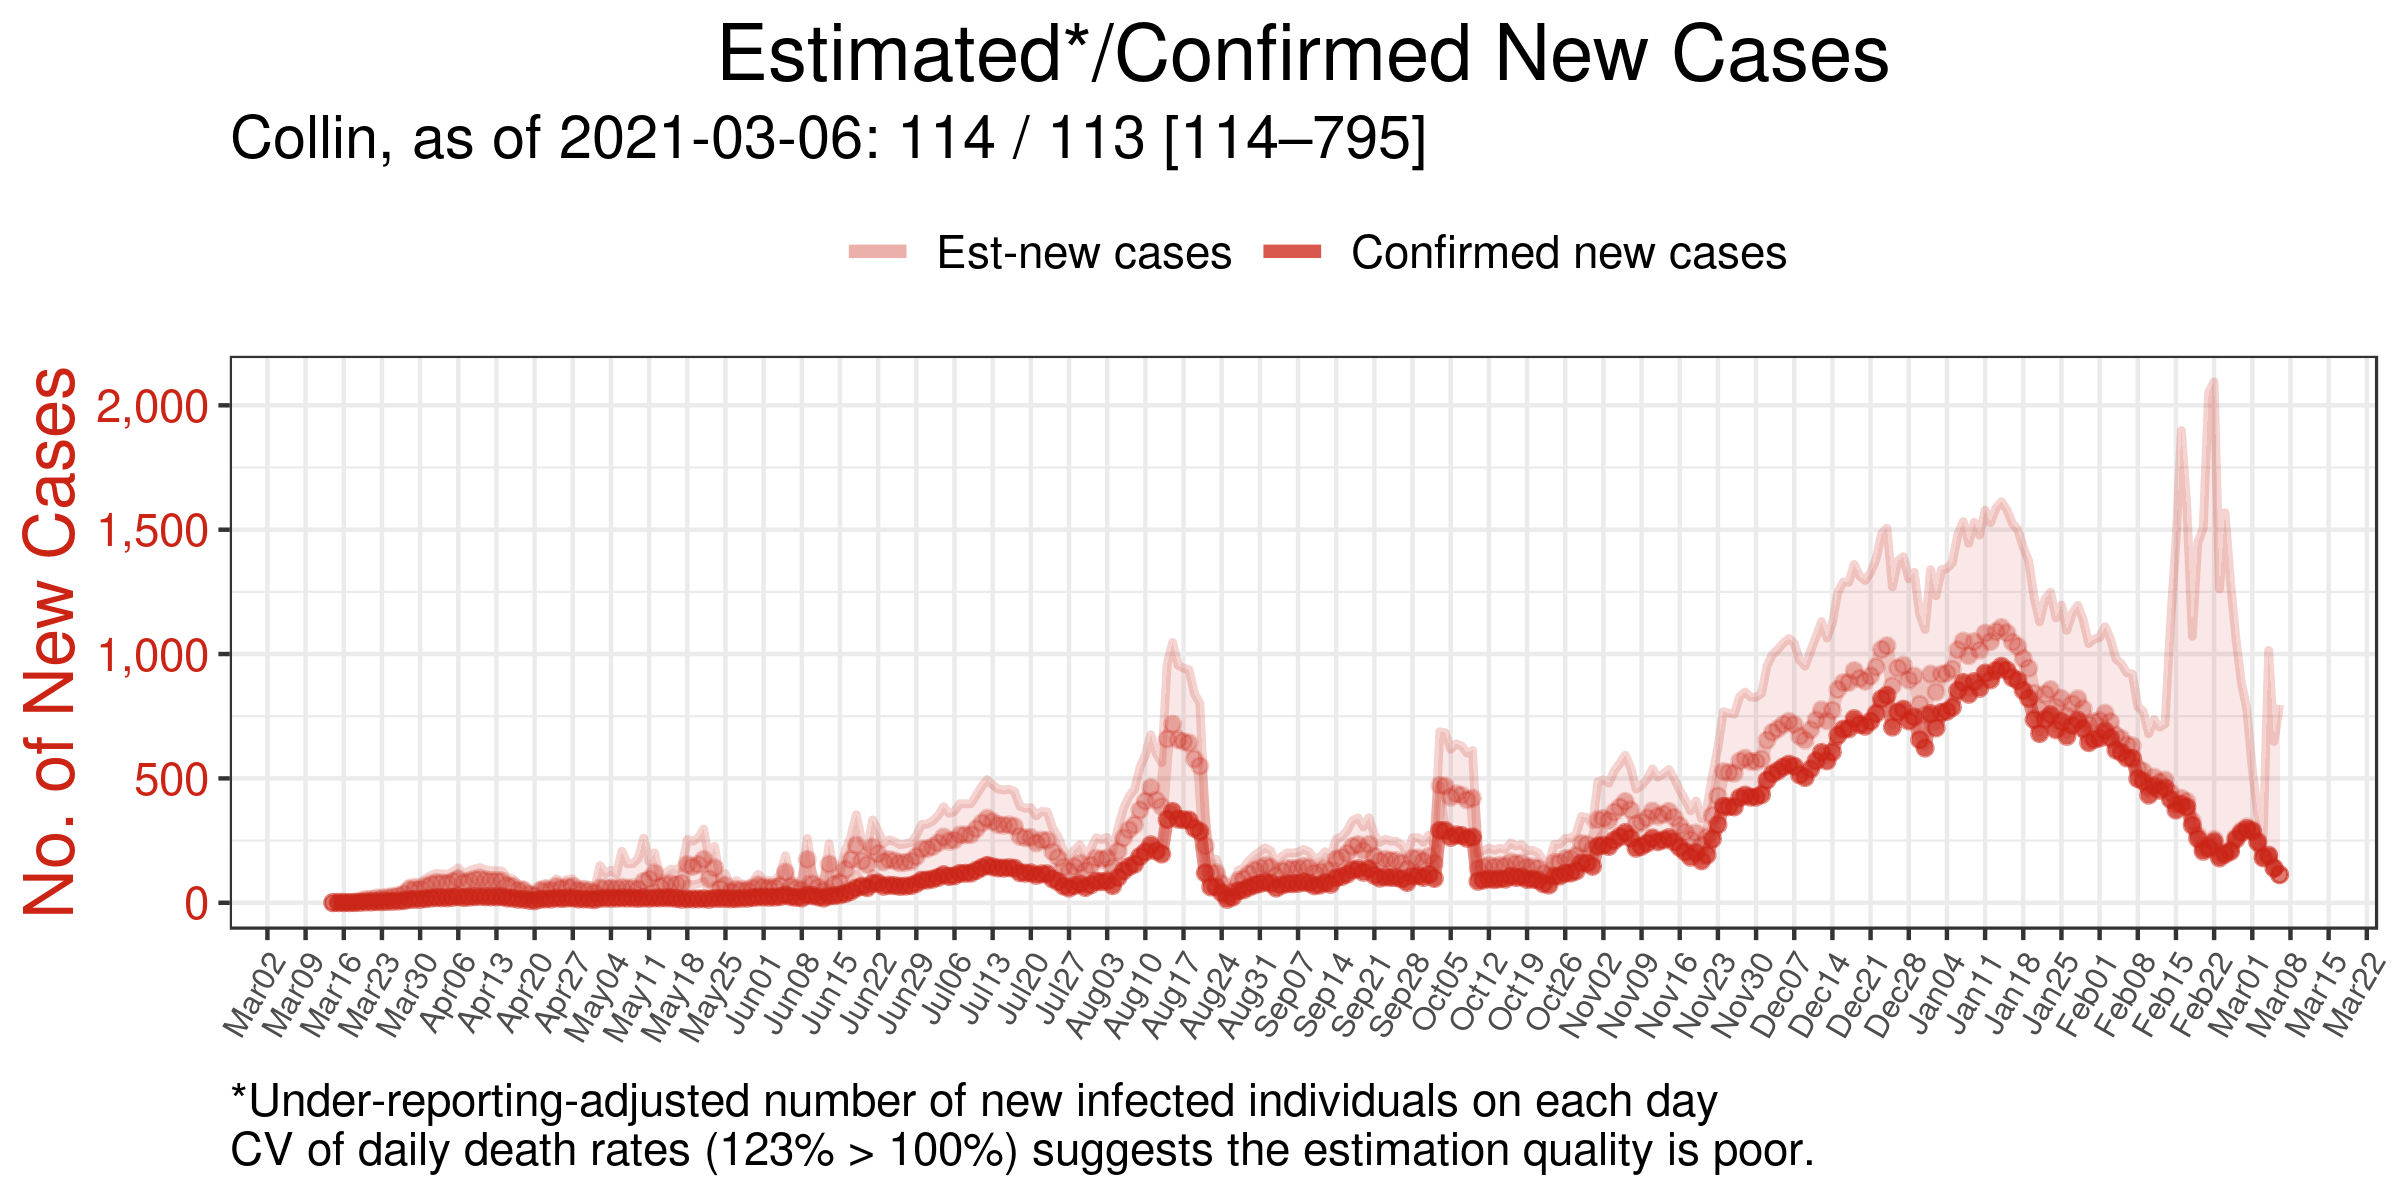 Estimated*/Confirmed New Cases
Collin, as of 2021-03-06: 114 / 113 [114–795]
Est-new cases Confirmed new cases
No. of New Cases
2,000
1,500
1,000
500
0
Mar02 Mar09 Mar16 Mar23 Mar30 Apr06 Apr13 Apr20 Apr27 May04 May11 May18 May25 Jun01 Jun08 Jun15 Jun22 Jun29 Jul06 Jul13 Jul20 Jul27 Aug03 Aug10 Aug17 Aug24 Aug31 Sep07 Sep14 Sep21 Sep28 Oct05 Oct12 Oct19 Oct26 Nov02 Nov09 Nov16 Nov23 Nov30 Dec07 Dec14 Dec21 Dec28 Jan04 Jan11 Jan18 Jan25 Feb01 Feb08 Feb15 Feb22 Mar01 Mar08 Mar15 Mar22
*Under-reporting-adjusted number of new infected individuals on each day
CV of daily death rates (123% > 100%) suggests the estimation quality is poor.